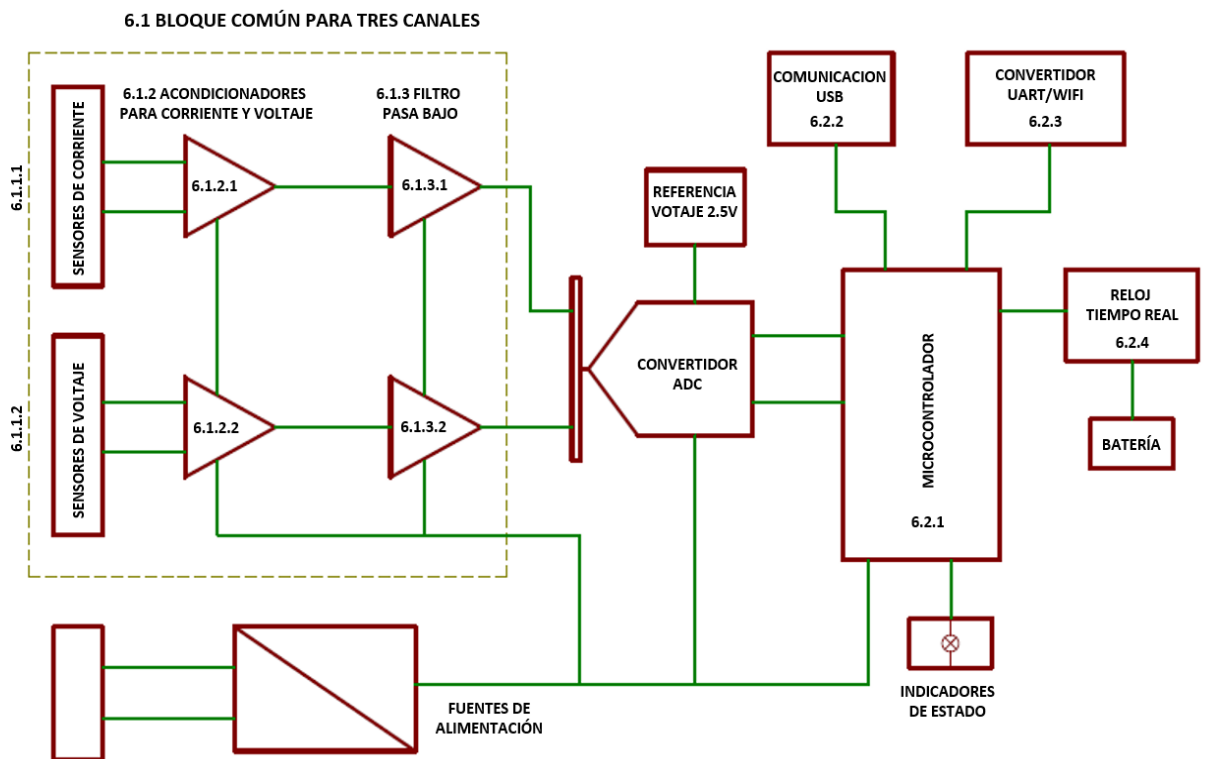 6.1 BLOQUE COMÚN PARA TRES CANALES
6.1.2 ACONDICIONADORES
PARA CORRIENTE Y VOLTAJE
6.1.3 FILTRO
PASA BAJO
6.1.1.1
SENSORES DE CORRIENTE
6.1.2.1
6.1.3.1
6.1.1.2
SENSORES DE VOLTAJE
6.1.2.2
6.1.3.2
COMUNICACION
USB
6.2.2
CONVERTIDOR
UART/WIFI
6.2.3
REFERENCIA
VOTAJE 2.5V
CONVERTIDOR
ADC
MICROCONTROLADOR
6.2.1
RELOJ
TIEMPO REAL
6.2.4
BATERÍA
INDICADORES
DE ESTADO
FUENTES DE
ALIMENTACIÓN